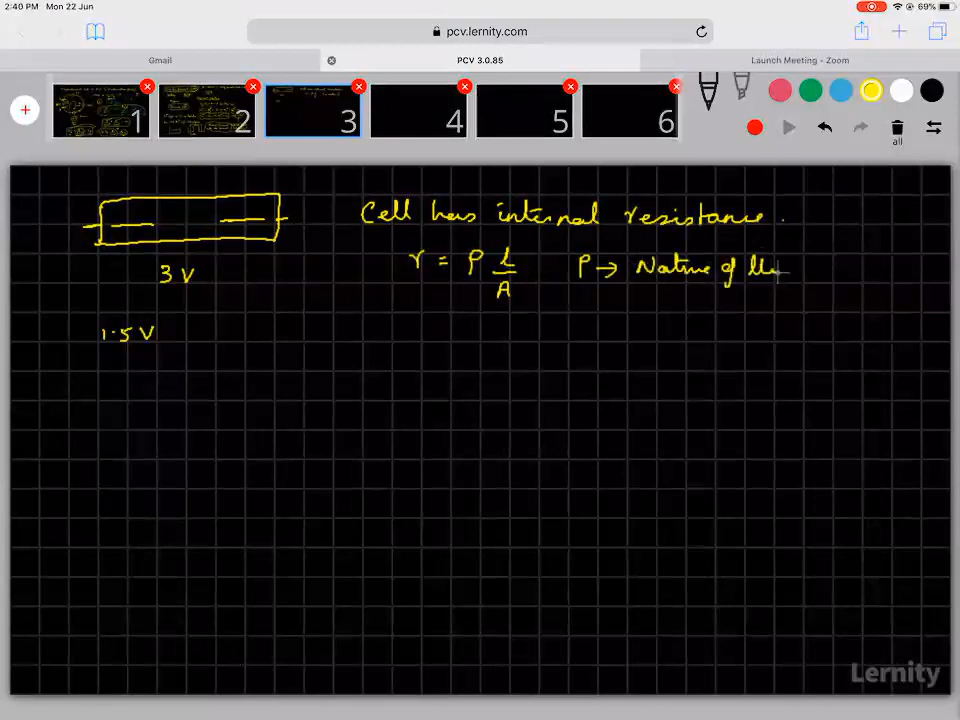 2:40 PM Mon 22 Jun
69%
pcv.lernity.com
Gmail
PCV 3.0.85
Launch Meeting - Zoom
1
2
3
4
5
6
all
Cell has internal resistance .
r = ρ l/A ρ → Nature of
3 V
1.5 V
Lernity